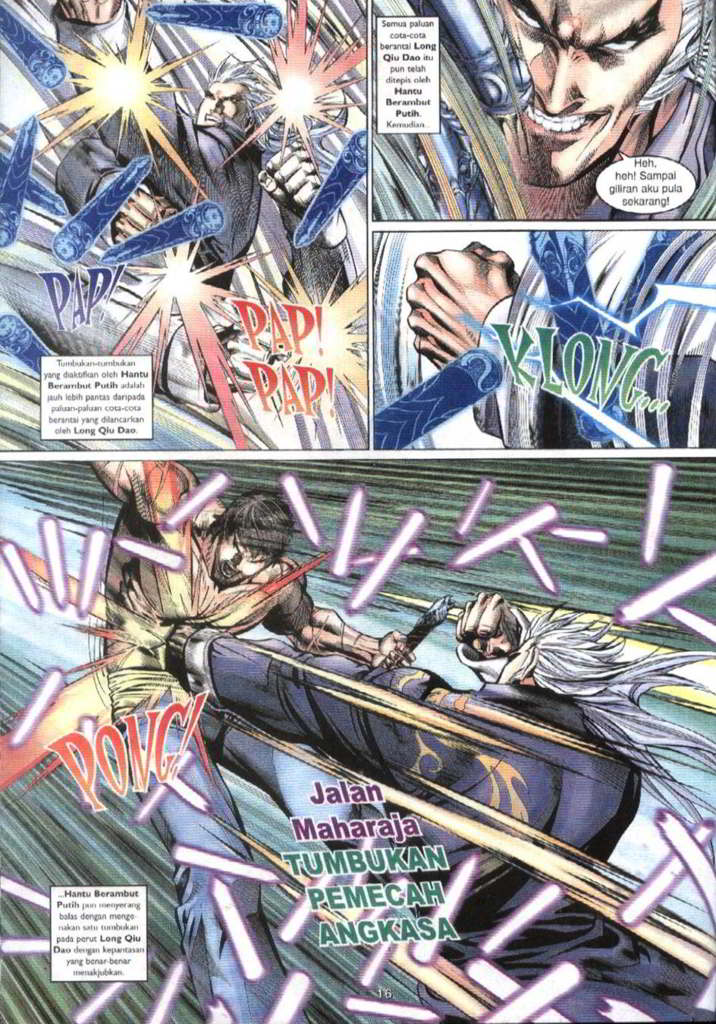 PAP!
PAP!
PAP!
Tumbukan-tumbukan
yang diaktifkan oleh Hantu
Berambut Putih adalah
jauh lebih pantas daripada
paluan-paluan cota-cota
berantai yang dilancarkan
oleh Long Qiu Dao.
Semua paluan
cota-cota
berantai Long
Qiu Dao itu
pun telah
ditepis oleh
Hantu
Berambut
Putih.
Kemudian...
Heh,
heh! Sampai
giliran aku pula
sekarang!
KLONG...
PONG!
Jalan
Maharaja
TUMBUKAN
PEMECAH
ANGKASA
...Hantu Berambut
Putih pun menyerang
balas dengan menge-
nakan satu tumbukan
pada perut Long Qiu
Dao dengan kepantasan
yang benar-benar
menakjubkan.
16